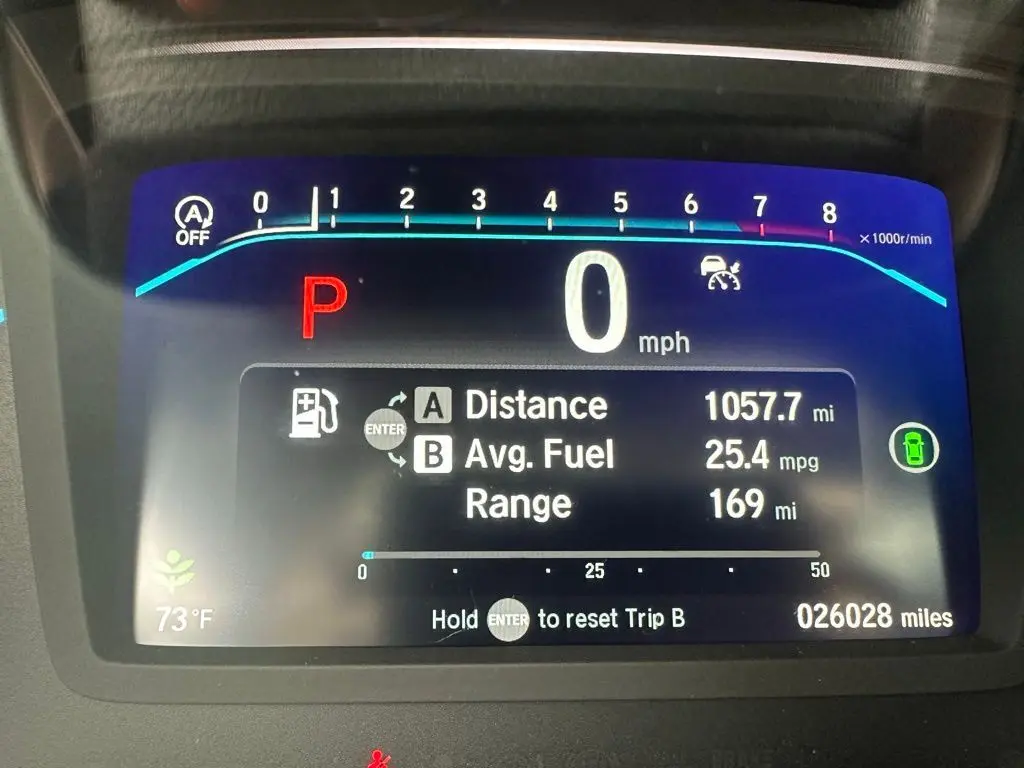 0 1 2 3 4 5 6 7 8
A
OFF
×1000r/min
P 0 mph
A Distance 1057.7 mi
ENTER
B Avg. Fuel 25.4 mpg
Range 169 mi
0 25 50
73°F
Hold ENTER to reset Trip B
026028 miles